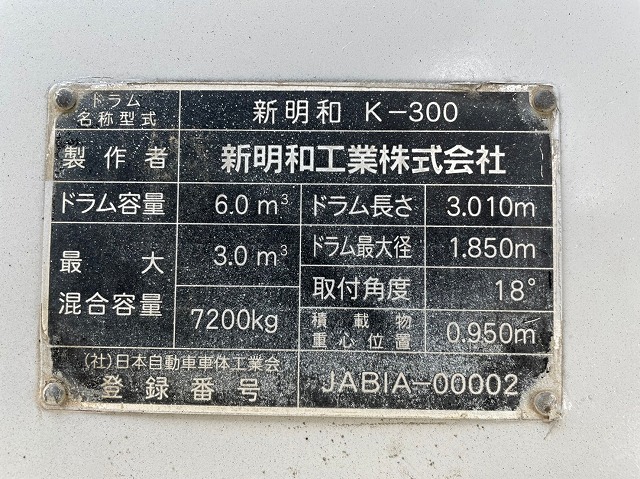 ドラム
名称型式
新明和 K-300
製作者
新明和工業株式会社
ドラム容量
6.0m³
ドラム長さ
3.010m
最大
混合容量
3.0m³
7200kg
ドラム最大径
1.850m
取付角度
18°
積載物
重心位置
0.950m
(社)日本自動車車体工業会
登録番号
JABIA-00002